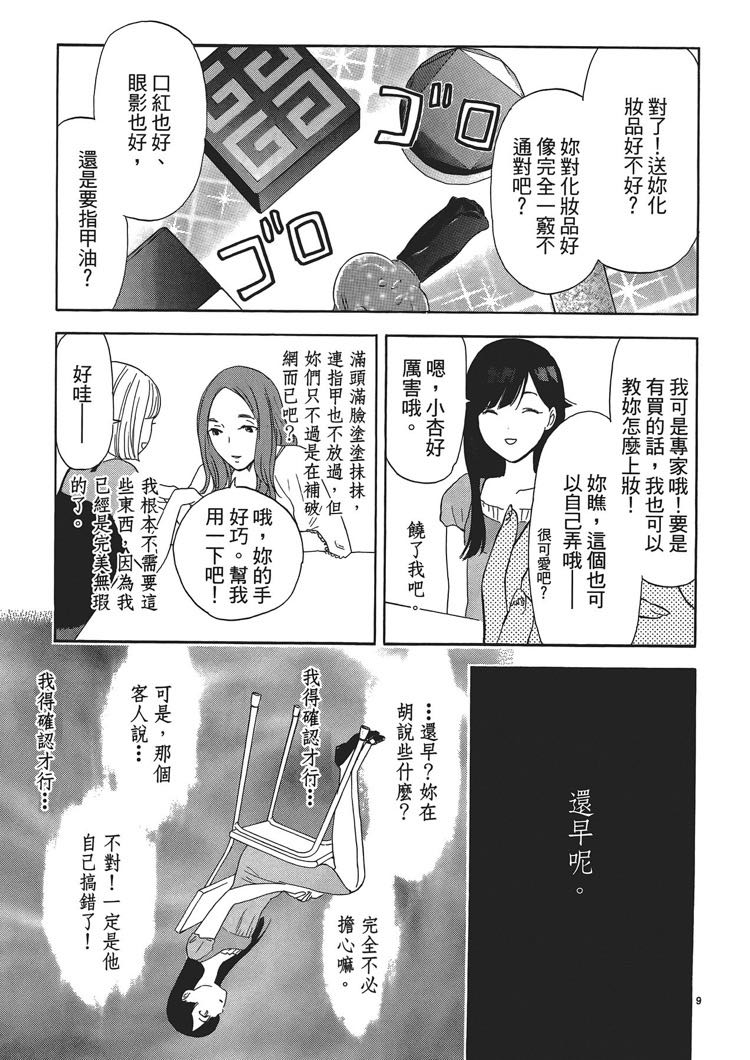 對了！送妳化
妝品好不好？
妳對化妝品好
像完全一竅不
通對吧？
ゴロ
ゴロ
口紅也好、
眼影也好，
還是要指甲油？
我可是專家哦！要是
有買的話，我也可以
教妳怎麼上妝！
妳瞧，這個也可
以自己弄哦——
很可愛吧？
嗯，小杏好
厲害哦。
饒了我吧。
滿頭滿臉塗塗抹抹，
連指甲也不放過，但
妳們只不過是在補破
網而已吧？
哦，妳的手
好巧。幫我
用一下吧！
好哇——
我根本不需要這
些東西，因為我
已經是完美無瑕
的了。
還早呢。
…還早？妳在
胡說些什麼？
完全不必
擔心嘛。
我得確認才行…
可是，那個
客人說…
不對！一定是他
自己搞錯了！
我得確認才行…
9